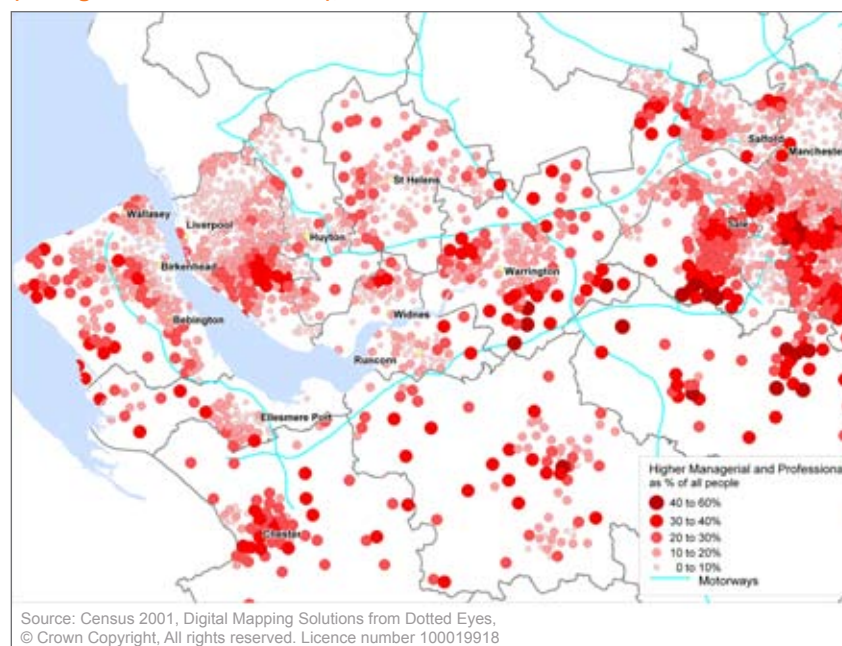 Salford
Manchester
St Helens
Wallasey
Liverpool
Huyton
Sale
Birkenhead
Warrington
Bebington
Widnes
Runcorn
Ellesmere Port
Chester
Higher Managerial and Professional
as % of all people
40 to 60%
30 to 40%
20 to 30%
10 to 20%
0 to 10%
Motorways
Source: Census 2001, Digital Mapping Solutions from Dotted Eyes,
© Crown Copyright, All rights reserved. Licence number 100019918